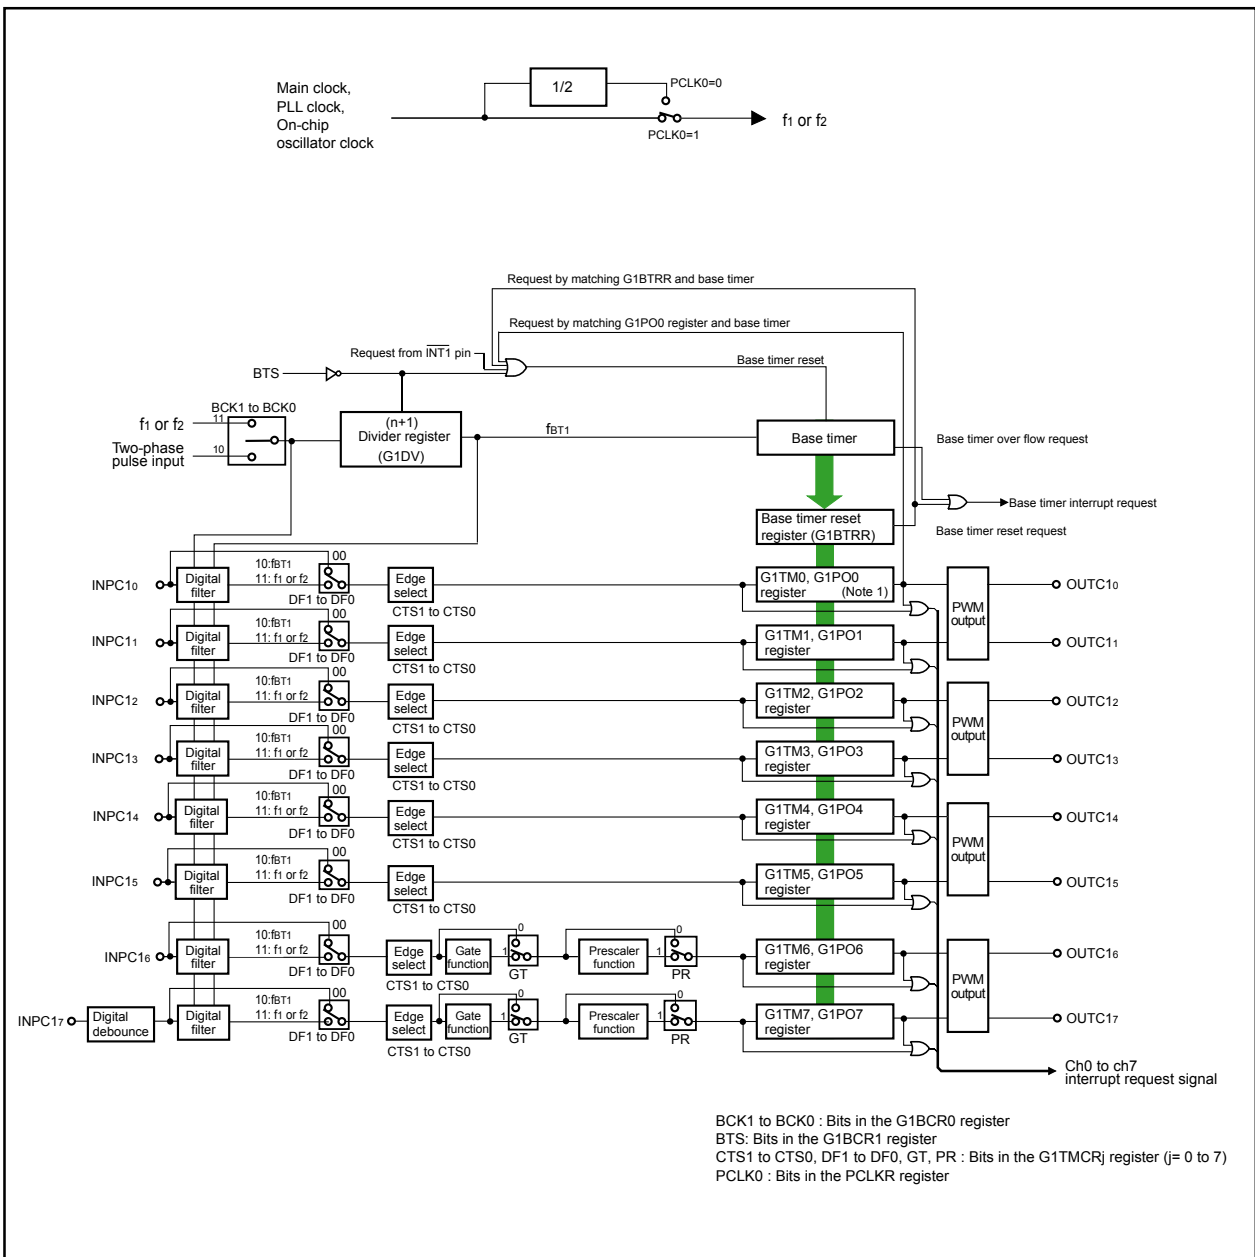 Main clock,
PLL clock,
On-chip
oscillator clock
1/2
PCLK0=0
PCLK0=1
f1 or f2
Request by matching G1BTRR and base timer
Request by matching G1PO0 register and base timer
Request from INT1 pin
Base timer reset
BTS
BCK1 to BCK0
f1 or f2
11
Two-phase
pulse input
10
(n+1)
Divider register
(G1DV)
fBT1
Base timer
Base timer over flow request
Base timer interrupt request
Base timer reset
register (G1BTRR)
Base timer reset request
INPC10
Digital
filter
10:fBT1
11: f1 or f2
00
DF1 to DF0
Edge
select
CTS1 to CTS0
G1TM0, G1PO0
register (Note 1)
PWM
output
OUTC10
INPC11
Digital
filter
10:fBT1
11: f1 or f2
00
DF1 to DF0
Edge
select
CTS1 to CTS0
G1TM1, G1PO1
register
OUTC11
INPC12
Digital
filter
10:fBT1
11: f1 or f2
00
DF1 to DF0
Edge
select
CTS1 to CTS0
G1TM2, G1PO2
register
PWM
output
OUTC12
INPC13
Digital
filter
10:fBT1
11: f1 or f2
00
DF1 to DF0
Edge
select
CTS1 to CTS0
G1TM3, G1PO3
register
OUTC13
INPC14
Digital
filter
10:fBT1
11: f1 or f2
00
DF1 to DF0
Edge
select
CTS1 to CTS0
G1TM4, G1PO4
register
PWM
output
OUTC14
INPC15
Digital
filter
10:fBT1
11: f1 or f2
00
DF1 to DF0
Edge
select
CTS1 to CTS0
G1TM5, G1PO5
register
OUTC15
INPC16
Digital
filter
10:fBT1
11: f1 or f2
00
DF1 to DF0
Edge
select
CTS1 to CTS0
Gate
function
0
1
GT
Prescaler
function
0
1
PR
G1TM6, G1PO6
register
PWM
output
OUTC16
INPC17
Digital
debounce
Digital
filter
10:fBT1
11: f1 or f2
00
DF1 to DF0
Edge
select
CTS1 to CTS0
Gate
function
0
1
GT
Prescaler
function
0
1
PR
G1TM7, G1PO7
register
OUTC17
Ch0 to ch7
interrupt request signal
BCK1 to BCK0 : Bits in the G1BCR0 register
BTS: Bits in the G1BCR1 register
CTS1 to CTS0, DF1 to DF0, GT, PR : Bits in the G1TMCRj register (j= 0 to 7)
PCLK0 : Bits in the PCLKR register